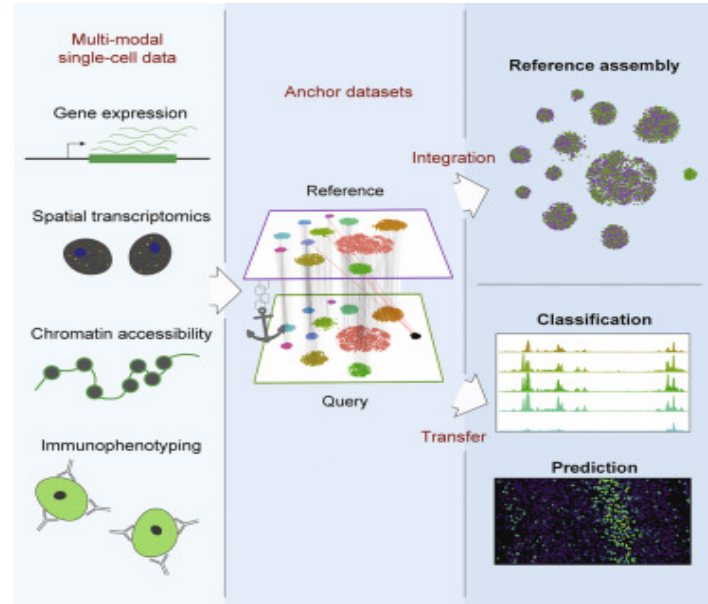 Multi-modal
single-cell data
Gene expression
Spatial transcriptomics
Chromatin accessibility
Immunophenotyping
Anchor datasets
Reference
Query
Integration
Transfer
Reference assembly
Classification
Prediction